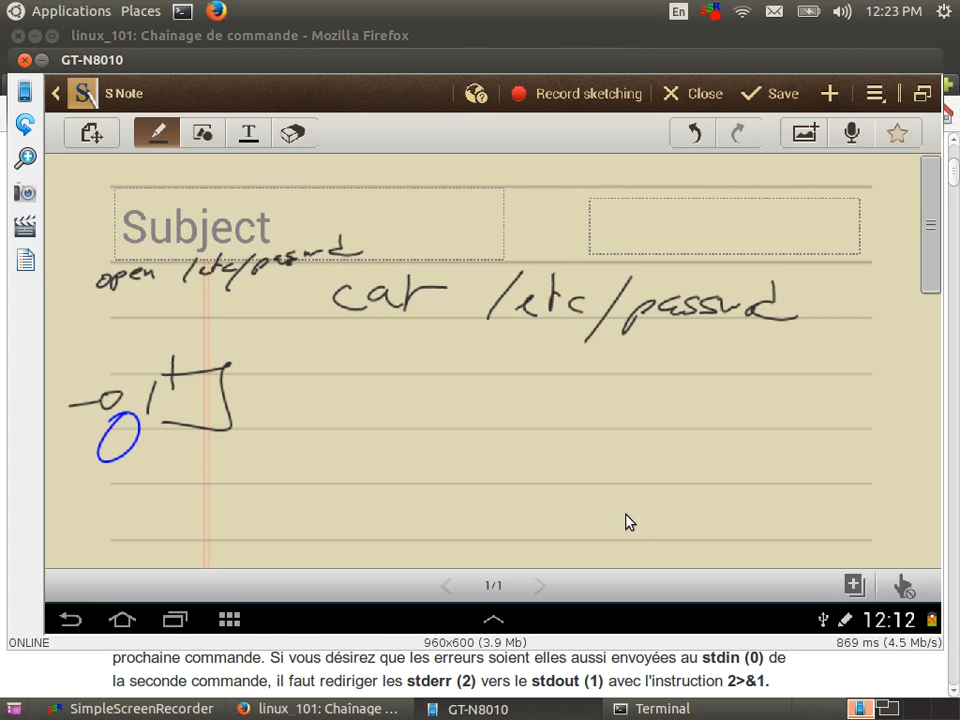 Applications Places En 12:23 PM
linux_101: Chaînage de commande - Mozilla Firefox
GT-N8010
S Note Record sketching Close Save
T
Subject
open /etc/passwd
cat /etc/passwd
0
1/1
12:12
ONLINE 960x600 (3.9 Mb) 869 ms (4.5 Mb/s)
prochaine commande. Si vous désirez que les erreurs soient elles aussi envoyées au stdin (0) de
la seconde commande, il faut rediriger les stderr (2) vers le stdout (1) avec l'instruction 2>&1.
SimpleScreenRecorder linux_101: Chaînage ... GT-N8010 Terminal